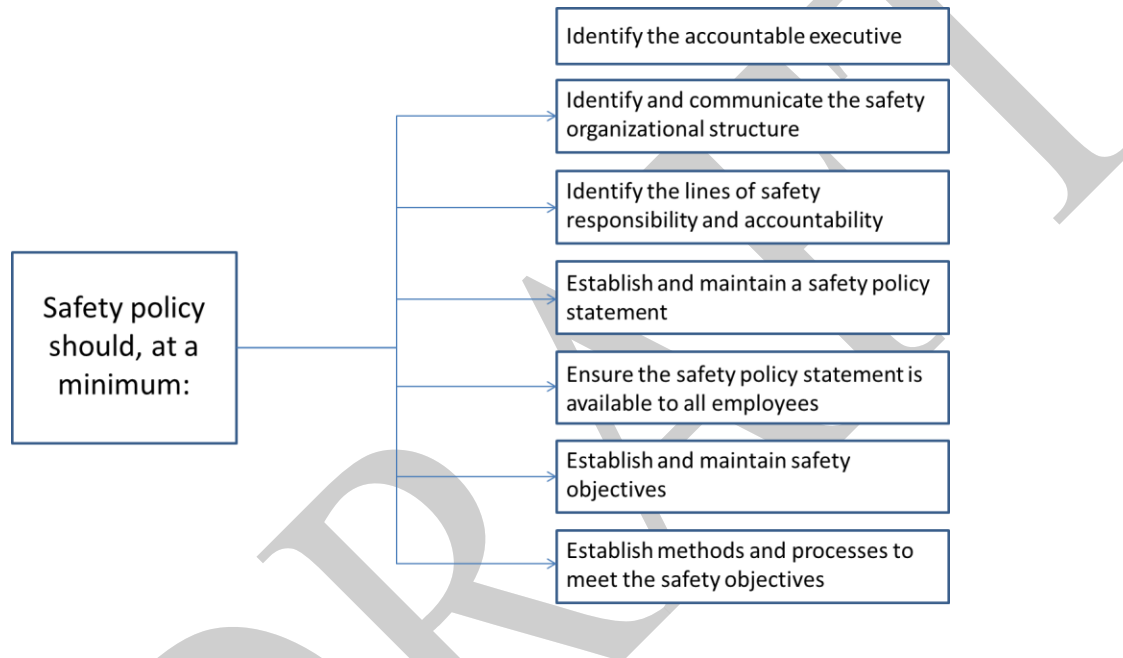 Identify the accountable executive
Identify and communicate the safety
organizational structure
Identify the lines of safety
responsibility and accountability
Safety policy
should, at a
minimum:
Establish and maintain a safety policy
statement
Ensure the safety policy statement is
available to all employees
Establish and maintain safety
objectives
Establish methods and processes to
meet the safety objectives
DRAFT